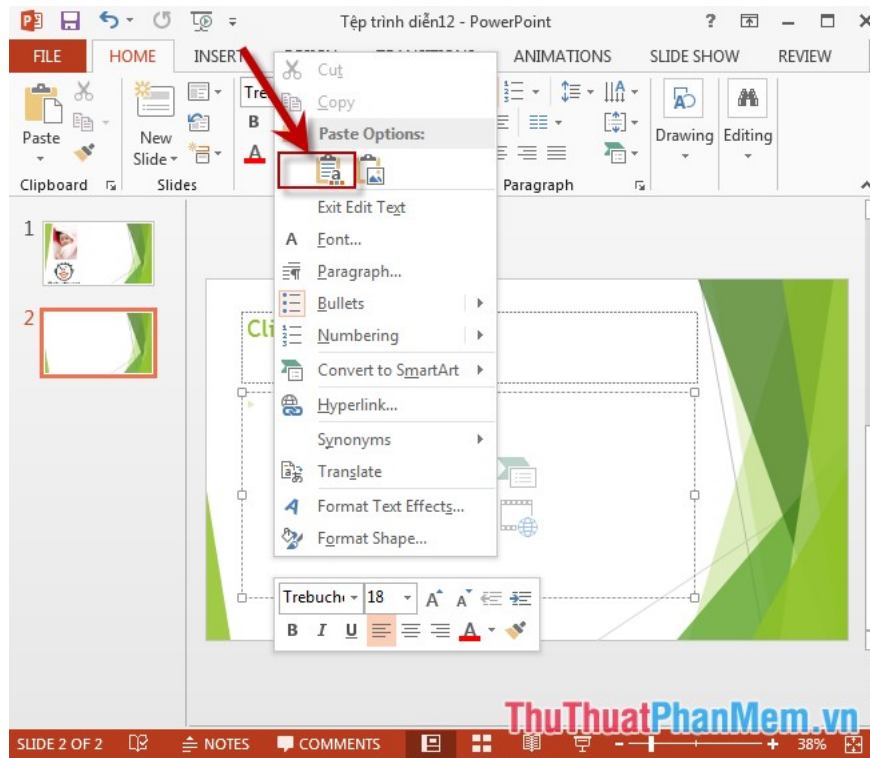 Tệp trình diễn12 - PowerPoint
FILE HOME INSERT ANIMATIONS SLIDE SHOW REVIEW
Paste
New
Slide
Drawing Editing
Clipboard Slides Paragraph
Cut
Copy
Paste Options:
Exit Edit Text
Font...
Paragraph...
Bullets
Numbering
Convert to SmartArt
Hyperlink...
Synonyms
Translate
Format Text Effects...
Format Shape...
1
2
Cli
18
B I U A
ThuThuatPhanMem.vn
SLIDE 2 OF 2 NOTES COMMENTS 38%